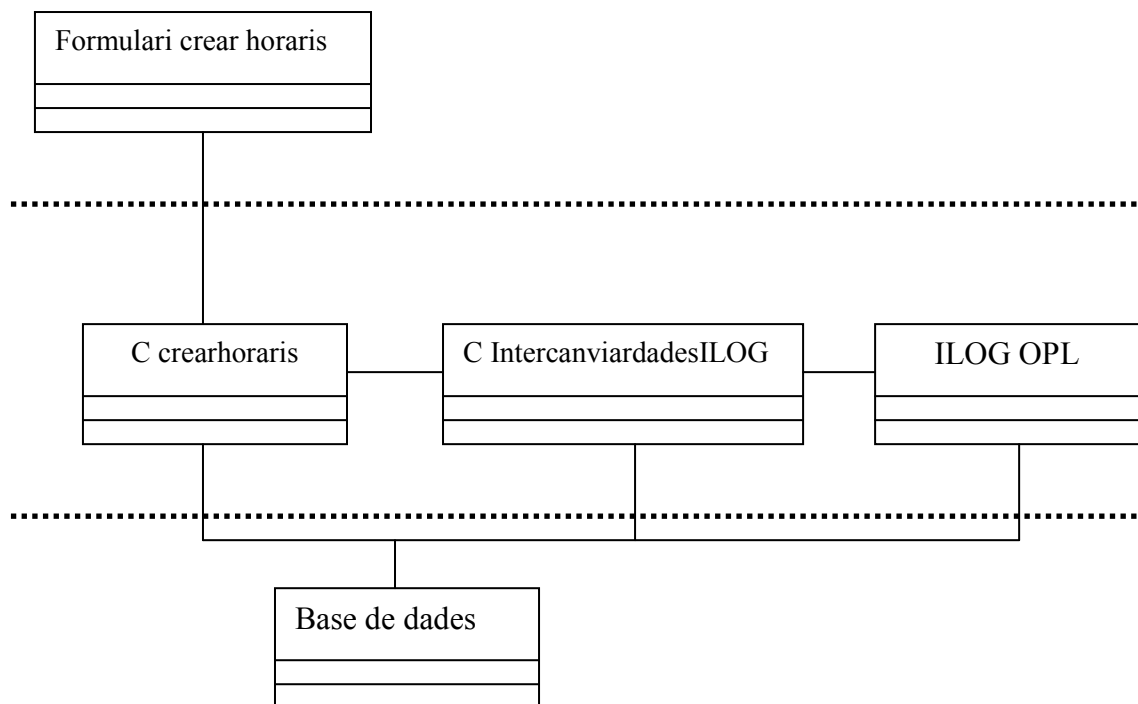 Formulari crear horaris
C crearhoraris
C IntercanviardadesILOG
ILOG OPL
Base de dades